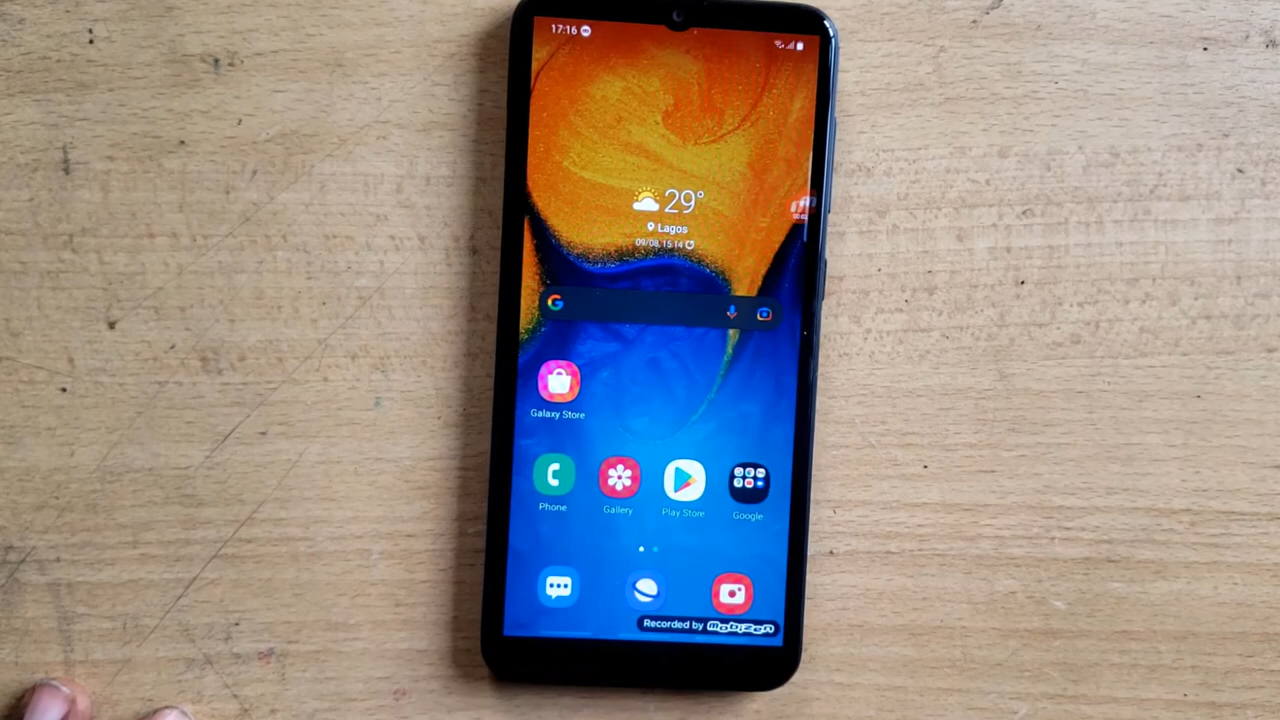 17:16
29°
Lagos
09/08, 15:14
Galaxy Store
Phone
Gallery
Play Store
Google
Recorded by mobizen